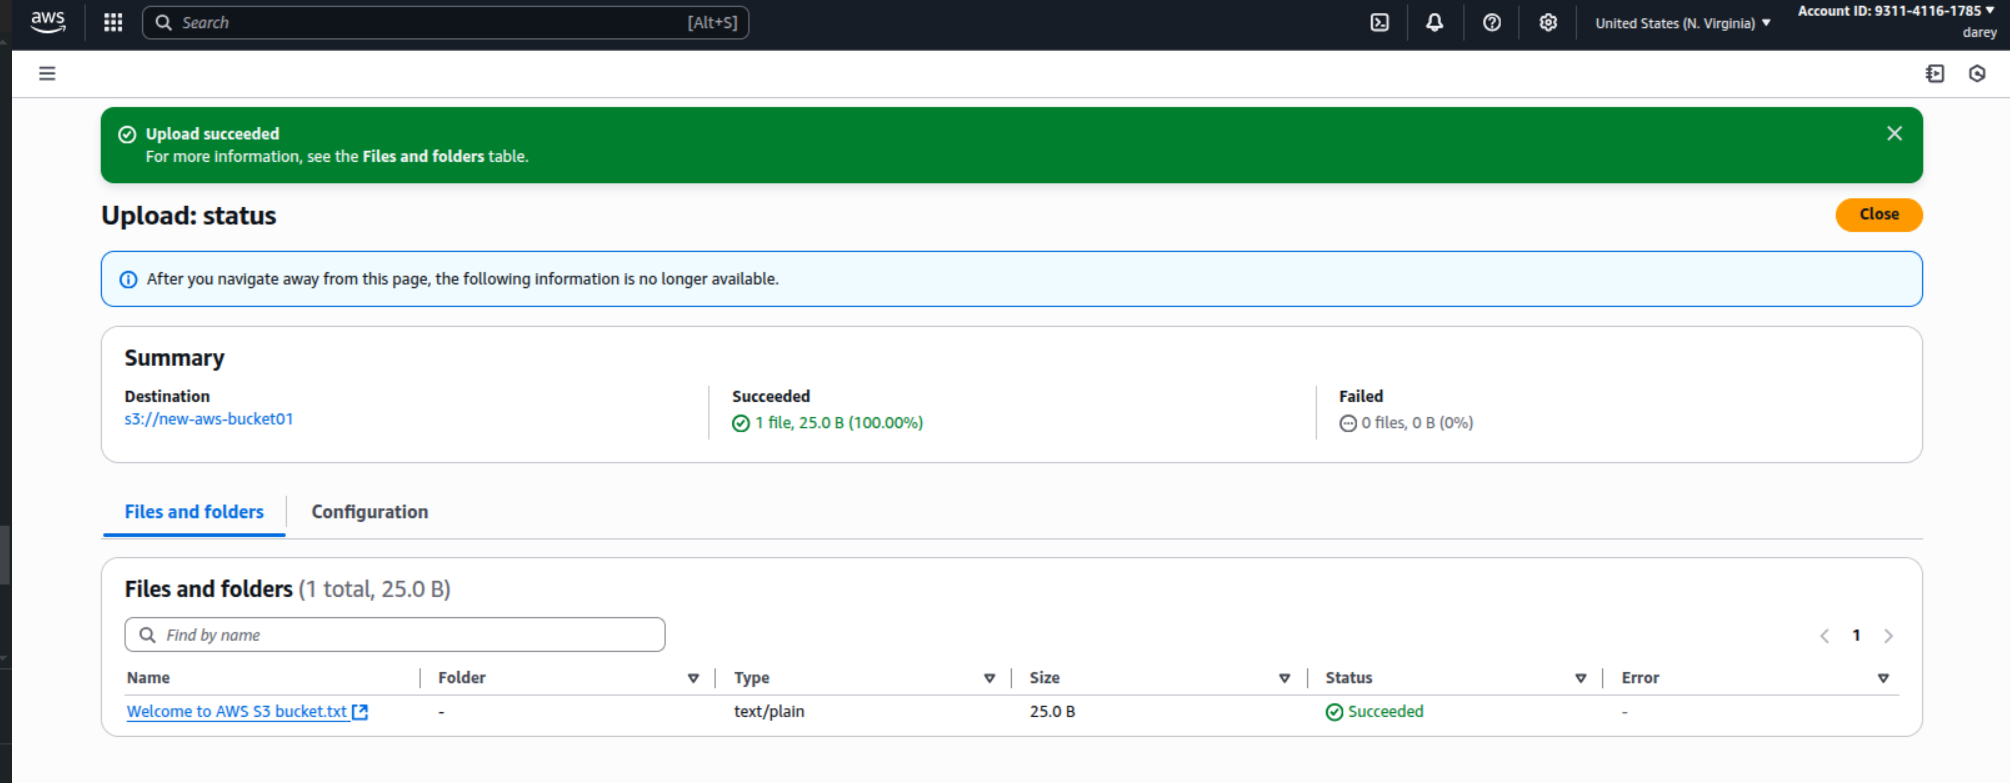 aws
Search [Alt+S]
United States (N. Virginia)
Account ID: 9311-4116-1785
darey
Upload succeeded
For more information, see the Files and folders table.
Upload: status
Close
After you navigate away from this page, the following information is no longer available.
Summary
Destination
s3://new-aws-bucket01
Succeeded
1 file, 25.0 B (100.00%)
Failed
0 files, 0 B (0%)
Files and folders
Configuration
Files and folders (1 total, 25.0 B)
Find by name
1
Name Folder Type Size Status Error
Welcome to AWS S3 bucket.txt - text/plain 25.0 B Succeeded -